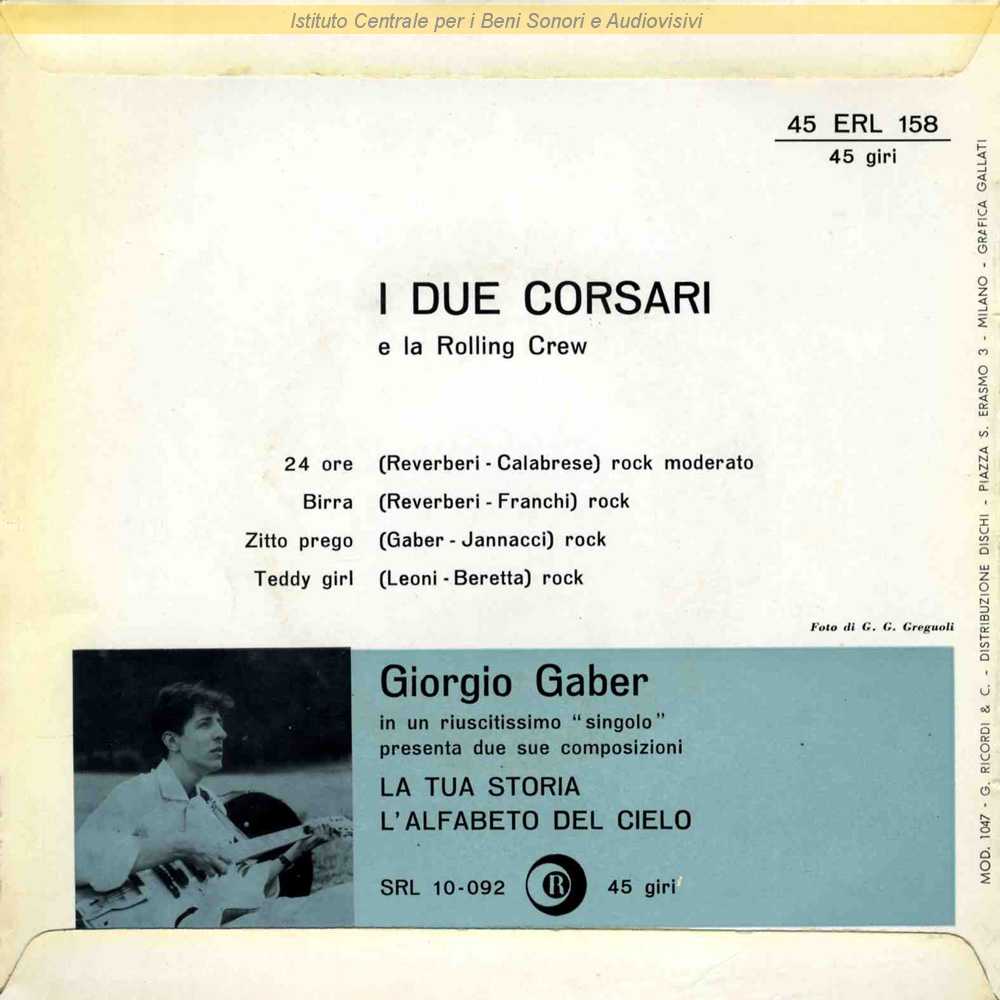 Istituto Centrale per i Beni Sonori e Audiovisivi
45 ERL 158
45 giri
I DUE CORSARI
e la Rolling Crew
24 ore (Reverberi - Calabrese) rock moderato
Birra (Reverberi - Franchi) rock
Zitto prego (Gaber - Jannacci) rock
Teddy girl (Leoni - Beretta) rock
Foto di G. G. Greguoli
Giorgio Gaber
in un riuscitissimo "singolo"
presenta due sue composizioni
LA TUA STORIA
L'ALFABETO DEL CIELO
SRL 10-092 R 45 giri
MOD. 1047 - G. RICORDI & C. - DISTRIBUZIONE DISCHI - PIAZZA S. ERASMO 3 - MILANO - GRAFICA GALLATI